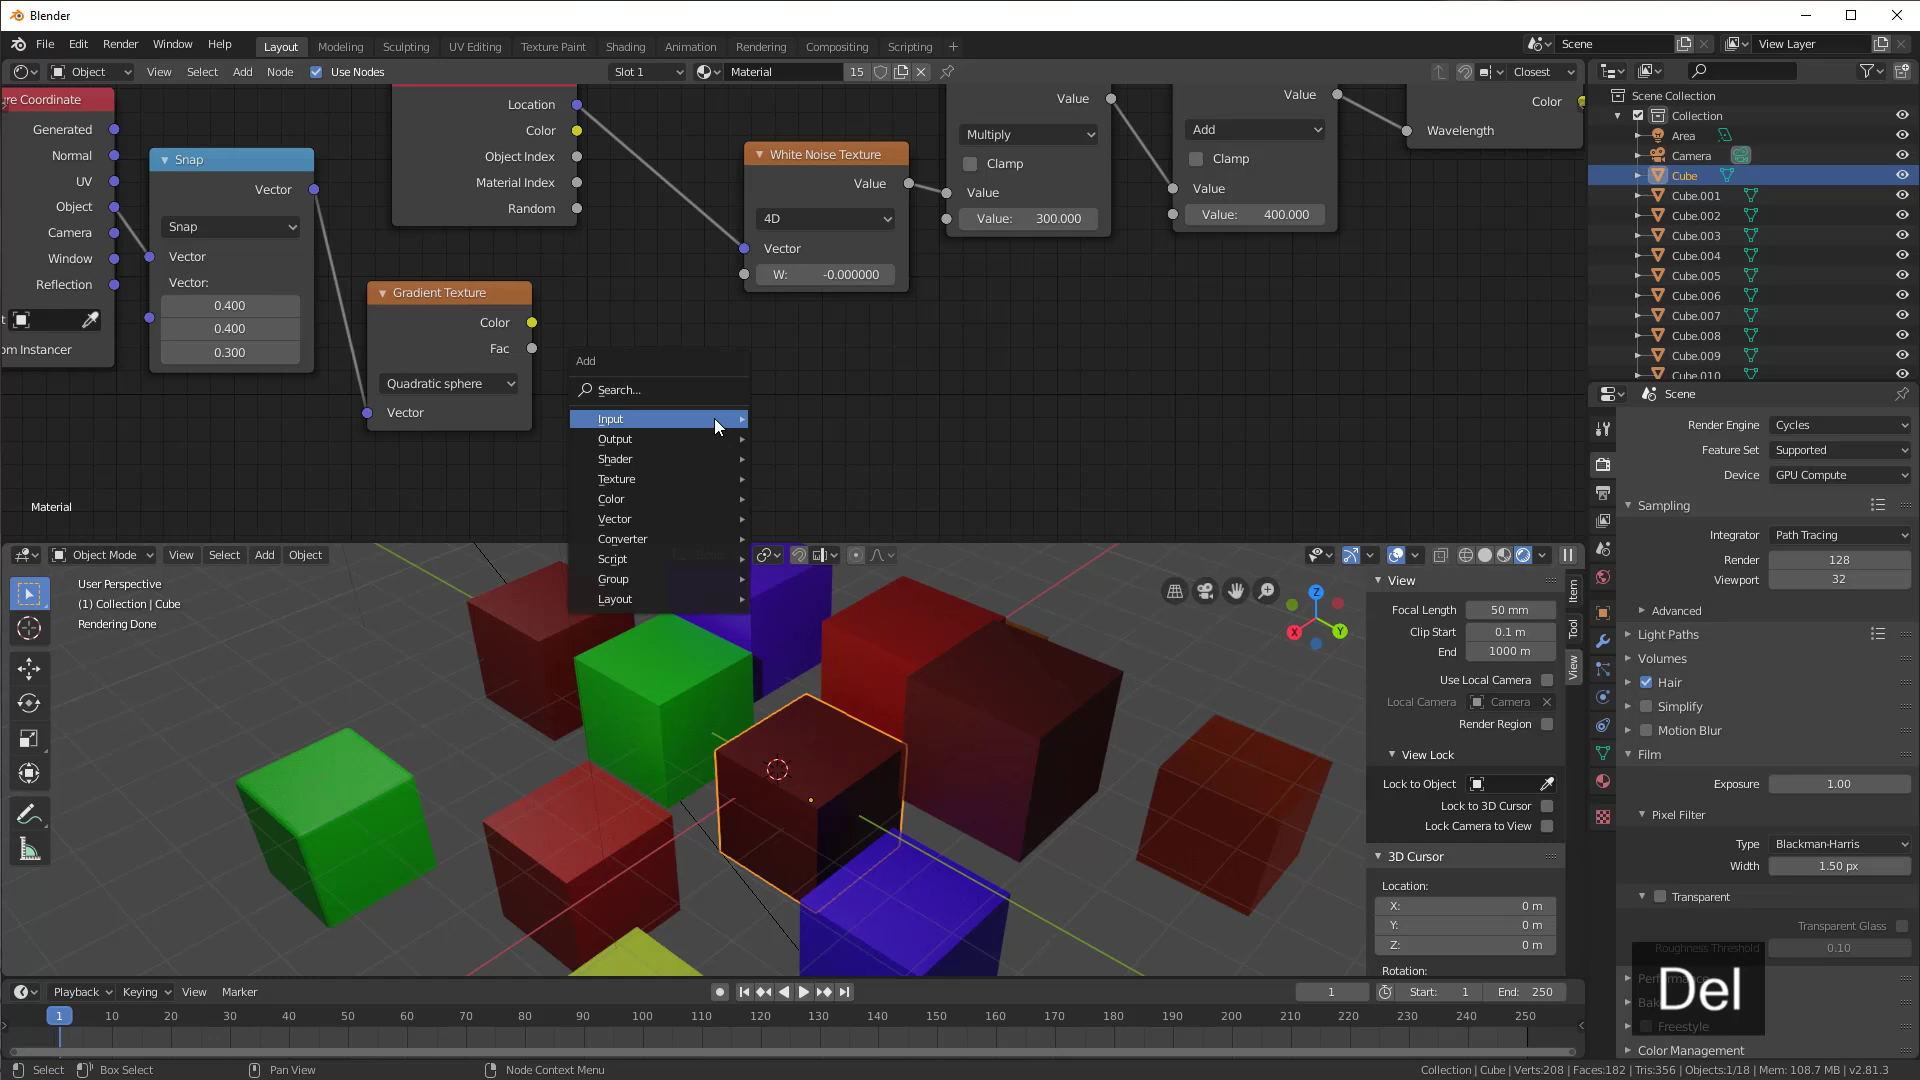 Blender
File Edit Render Window Help Layout Modeling Sculpting UV Editing Texture Paint Shading Animation Rendering Compositing Scripting + Scene View Layer
Object View Select Add Node Use Nodes Slot 1 Material 15 Closest
re Coordinate
Generated
Normal
UV
Object
Camera
Window
Reflection
om Instancer
Snap
Vector
Snap
Vector
Vector:
0.400
0.400
0.300
Location
Color
Object Index
Material Index
Random
Gradient Texture
Color
Fac
Quadratic sphere
Vector
White Noise Texture
Value
4D
Vector
W: -0.000000
Value
Multiply
Clamp
Value
Value: 300.000
Value
Add
Clamp
Value
Value: 400.000
Color
Wavelength
Add
Search...
Input
Output
Shader
Texture
Color
Vector
Converter
Script
Group
Layout
Material
Scene Collection
Collection
Area
Camera
Cube
Cube.001
Cube.002
Cube.003
Cube.004
Cube.005
Cube.006
Cube.007
Cube.008
Cube.009
Cube.010
Scene
Render Engine Cycles
Feature Set Supported
Device GPU Compute
Sampling
Integrator Path Tracing
Render 128
Viewport 32
Advanced
Light Paths
Volumes
Hair
Simplify
Motion Blur
Film
Exposure 1.00
Pixel Filter
Type Blackman-Harris
Width 1.50 px
Transparent
Transparent Glass
Roughness Threshold 0.10
Freestyle
Color Management
Del
Object Mode View Select Add Object
User Perspective
(1) Collection | Cube
Rendering Done
Z
X
Y
View
Focal Length 50 mm
Clip Start 0.1 m
End 1000 m
Use Local Camera
Local Camera Camera
Render Region
View Lock
Lock to Object
Lock to 3D Cursor
Lock Camera to View
3D Cursor
Location:
X: 0 m
Y: 0 m
Z: 0 m
Rotation:
Item
Tool
View
Playback Keying View Marker 1 Start: 1 End: 250
1 10 20 30 40 50 60 70 80 90 100 110 120 130 140 150 160 170 180 190 200 210 220 230 240 250
Select Box Select Pan View Node Context Menu Collection | Cube | Verts:208 | Faces:182 | Tris:356 | Objects:1/18 | Mem: 108.7 MB | v2.81.3